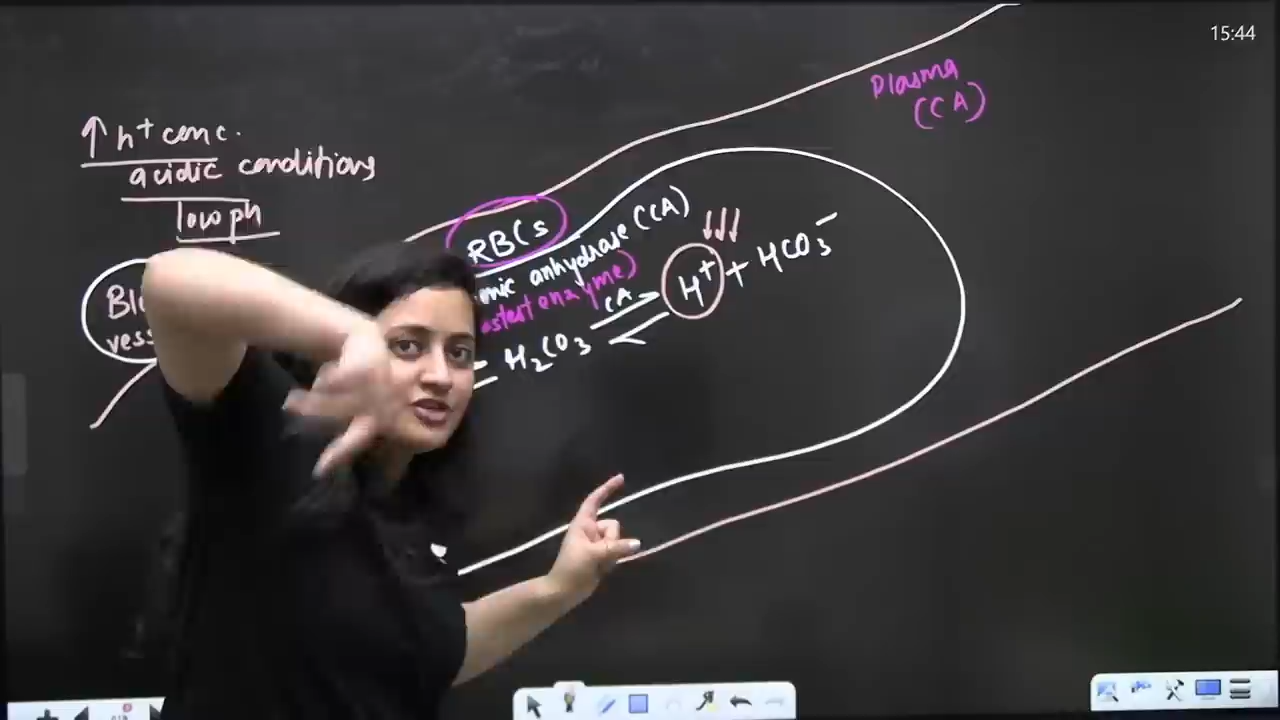 15:44
Plasma
(CA)
↑ h+ conc.
acidic conditions
low ph
RBCs
anhydrase (CA)
enzyme)
CA
H₂CO₃ ⇌ H⁺ + HCO₃⁻
↓↓↓